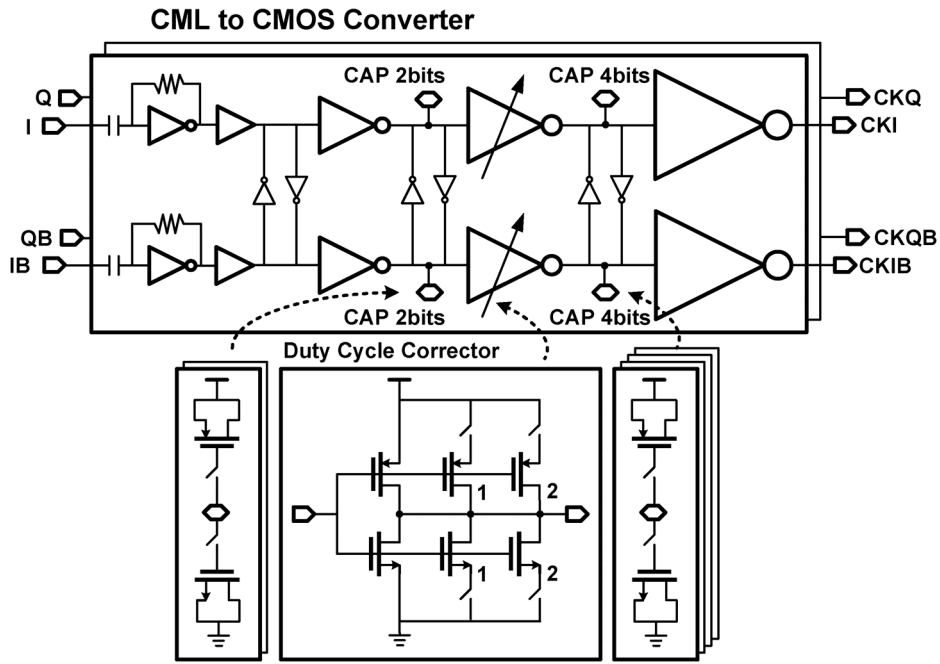 CML to CMOS Converter
CAP 2bits
CAP 4bits
Q
I
CKQ
CKI
QB
IB
CKQB
CKIB
CAP 2bits
CAP 4bits
Duty Cycle Corrector
1
2
1
2